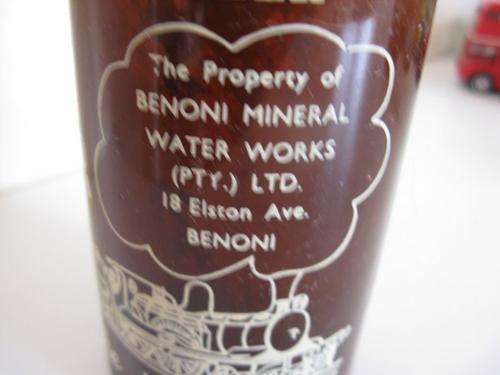 The Property of
BENONI MINERAL
WATER WORKS
(PTY.) LTD.
18 Elston Ave.
BENONI